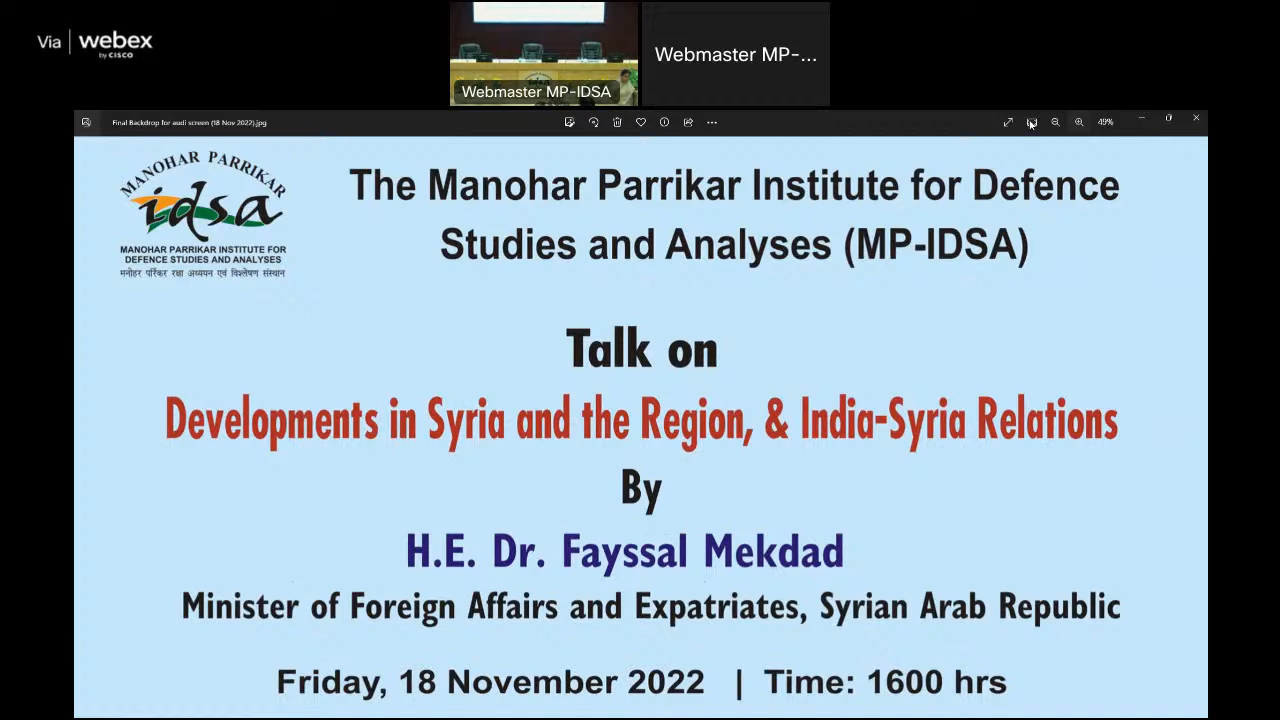 Via | webex
by CISCO
Webmaster MP-IDSA
Webmaster MP-...
Final Backdrop for audi screen (18 Nov 2022).jpg
49%
MANOHAR PARRIKAR
idsa
MANOHAR PARRIKAR INSTITUTE FOR
DEFENCE STUDIES AND ANALYSES
मनोहर पर्रिकर रक्षा अध्ययन एवं विश्लेषण संस्थान
The Manohar Parrikar Institute for Defence
Studies and Analyses (MP-IDSA)
Talk on
Developments in Syria and the Region, & India-Syria Relations
By
H.E. Dr. Fayssal Mekdad
Minister of Foreign Affairs and Expatriates, Syrian Arab Republic
Friday, 18 November 2022 | Time: 1600 hrs